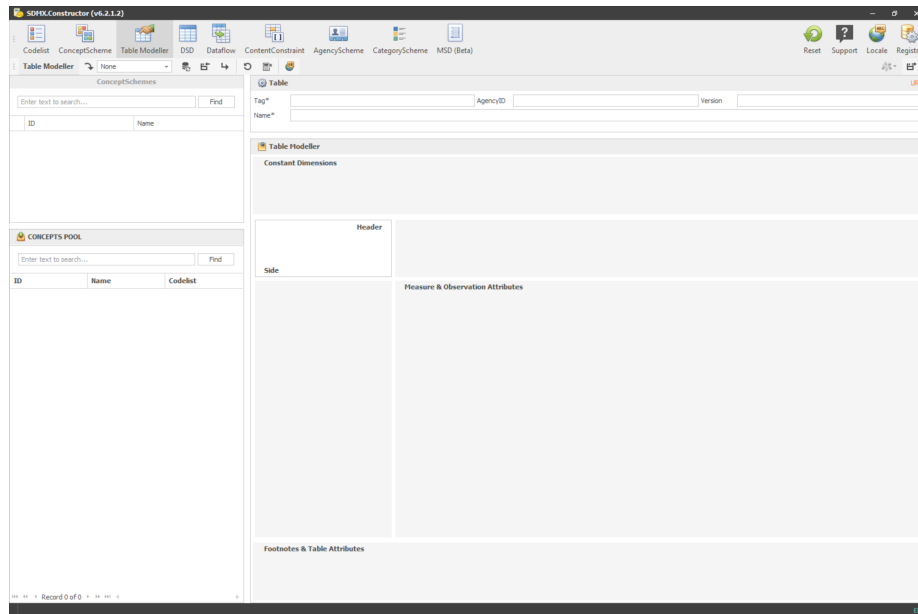 SDMX.Constructor (v6.2.1.2)
Codelist ConceptScheme Table Modeller DSD Dataflow ContentConstraint AgencyScheme CategoryScheme MSD (Beta) Reset Support Locale Registr
Table Modeller None
ConceptSchemes
Enter text to search... Find
ID Name
Table UR
Tag* AgencyID Version
Name*
Table Modeller
Constant Dimensions
Header
Side
CONCEPTS POOL
Enter text to search... Find
ID Name Codelist
Measure & Observation Attributes
Footnotes & Table Attributes
Record 0 of 0